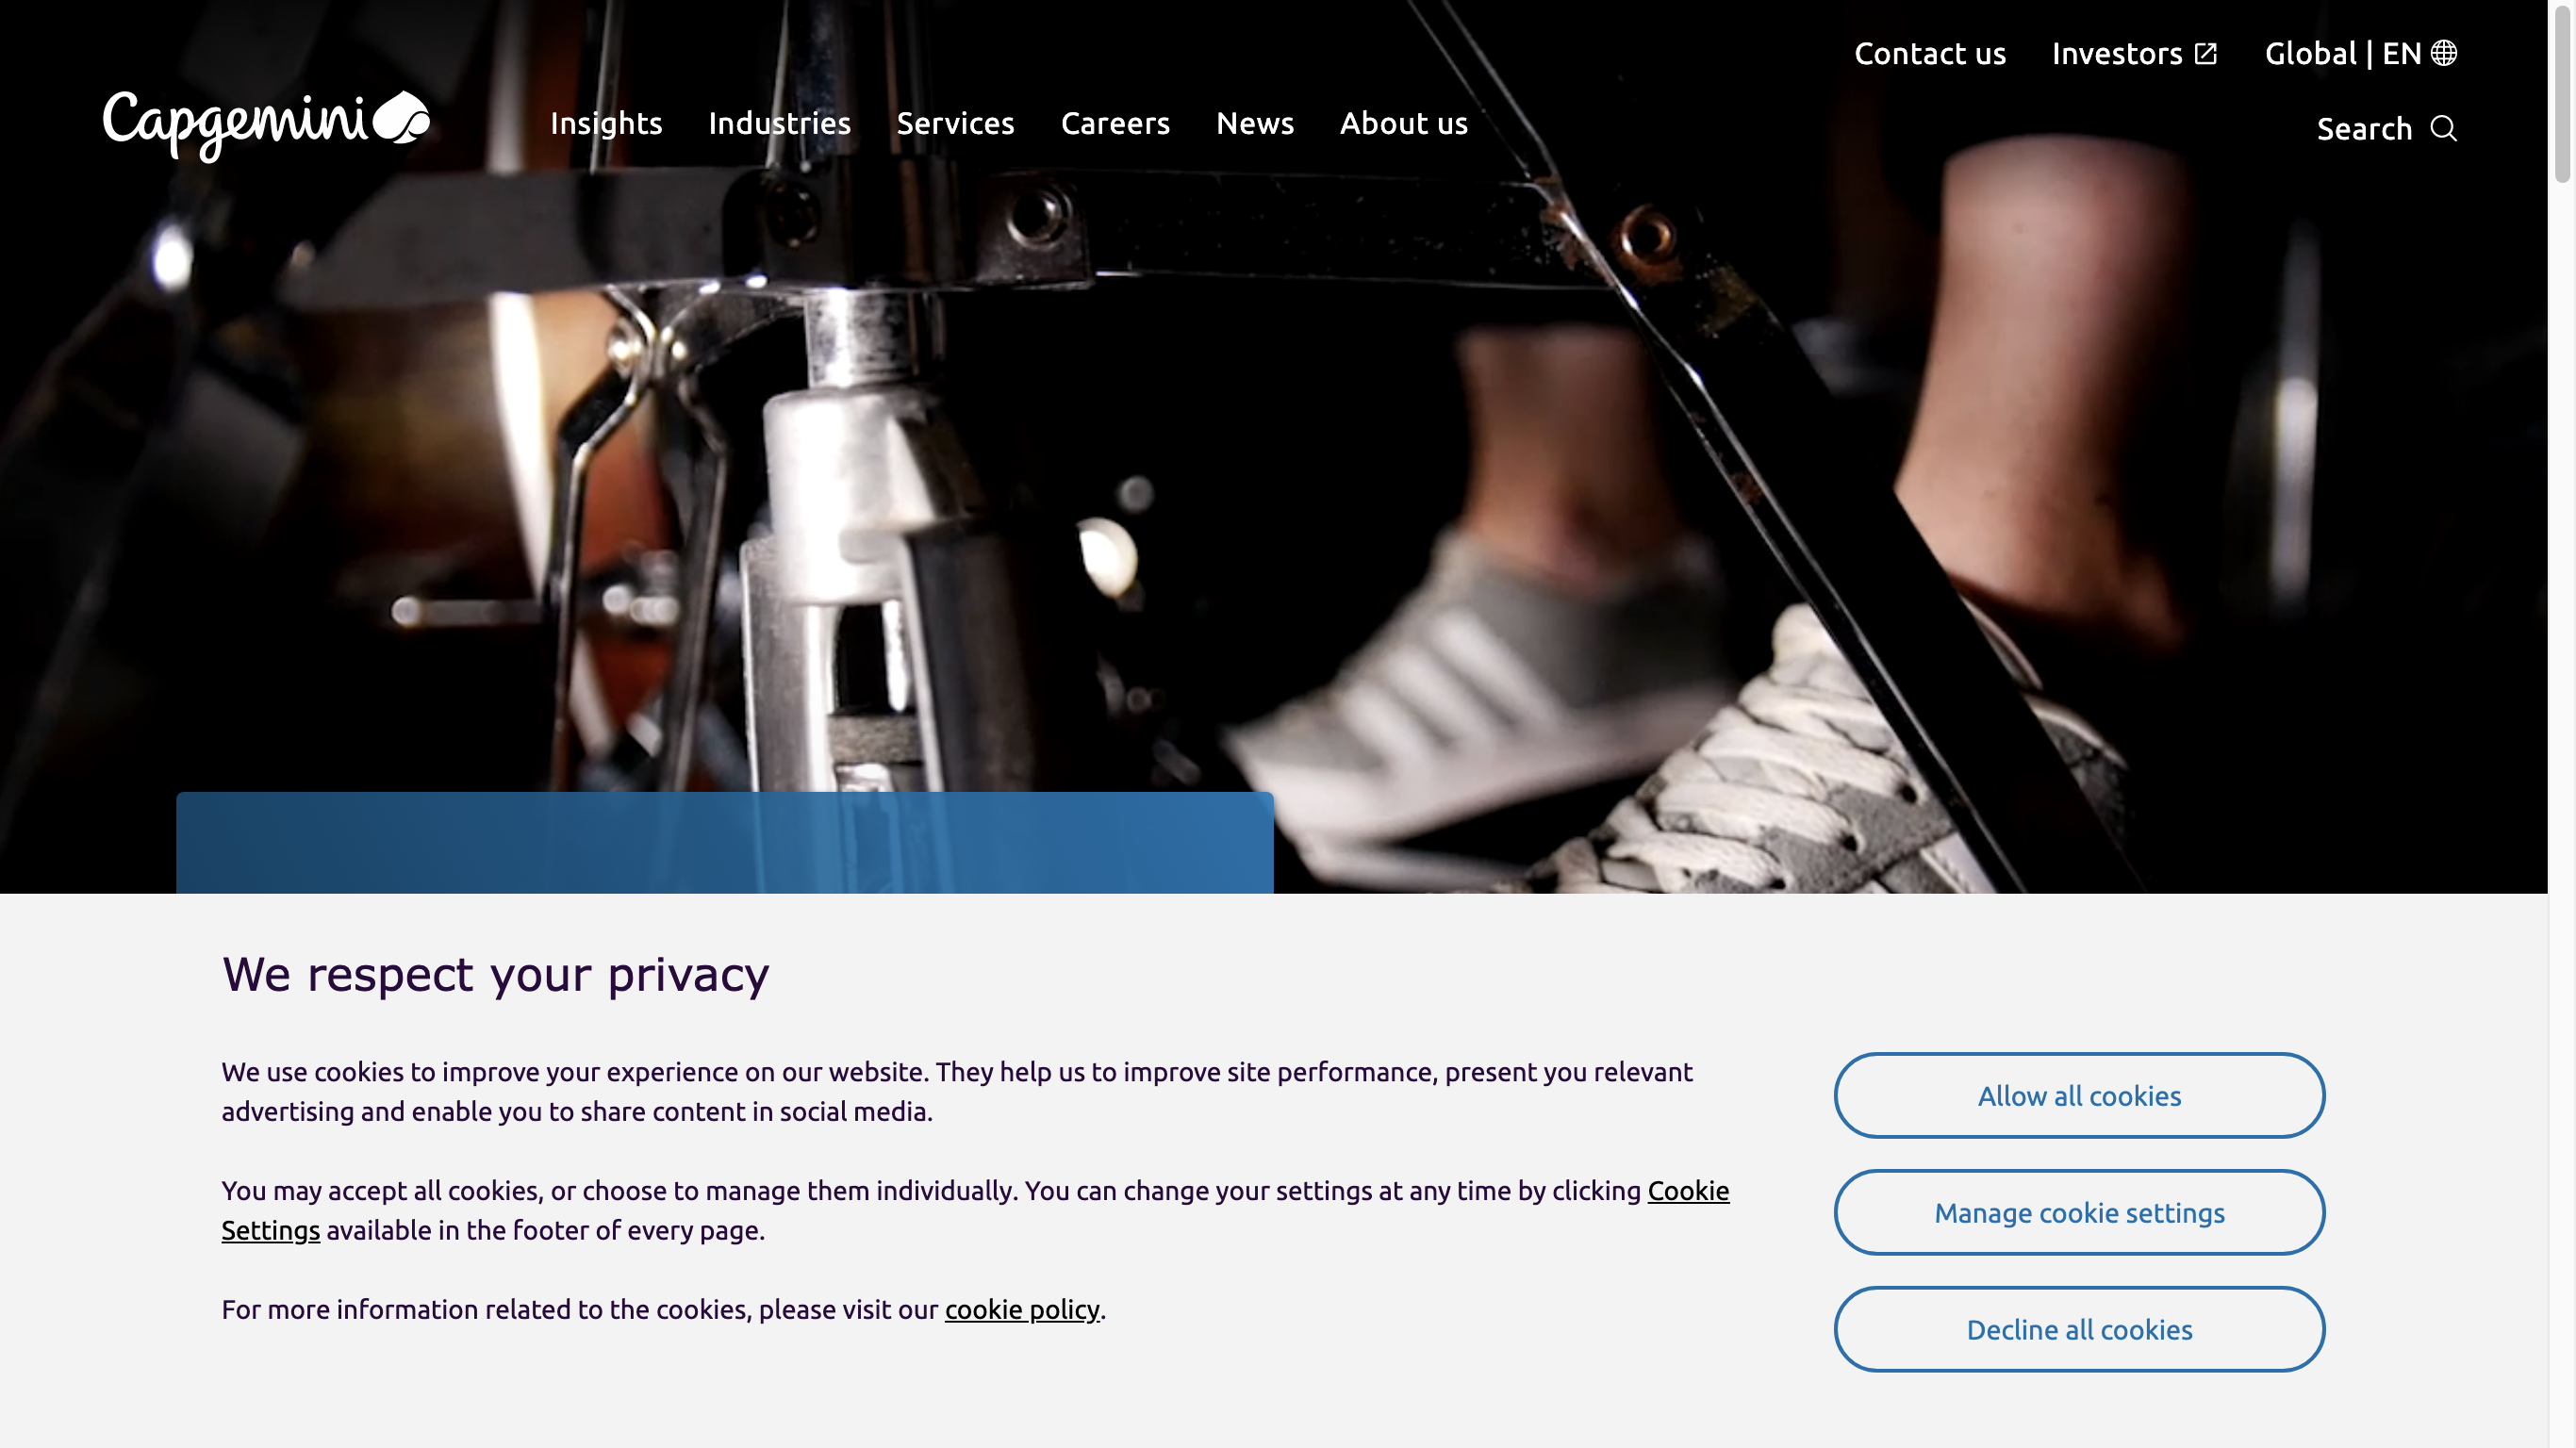 Contact us Investors Global | EN
Capgemini Insights Industries Services Careers News About us Search
We respect your privacy
We use cookies to improve your experience on our website. They help us to improve site performance, present you relevant
advertising and enable you to share content in social media.
You may accept all cookies, or choose to manage them individually. You can change your settings at any time by clicking Cookie
Settings available in the footer of every page.
For more information related to the cookies, please visit our cookie policy.
Allow all cookies
Manage cookie settings
Decline all cookies